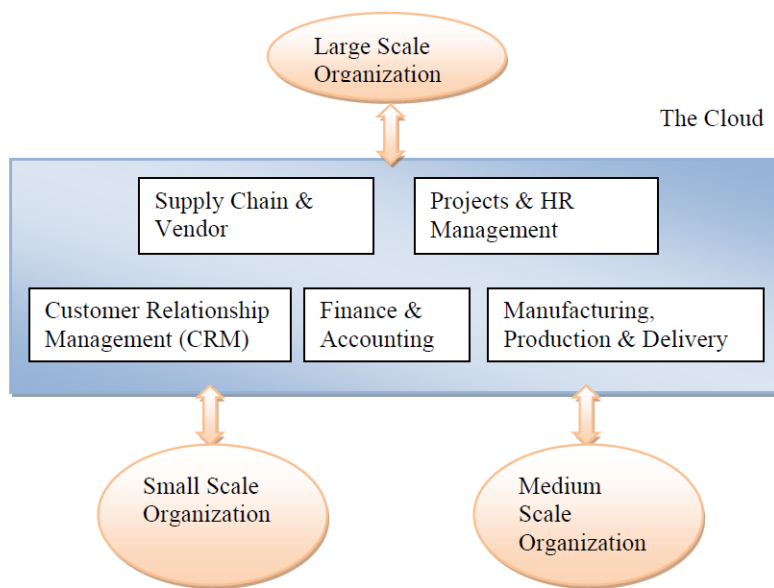 Large Scale
Organization
The Cloud
Supply Chain &
Vendor
Projects & HR
Management
Customer Relationship
Management (CRM)
Finance &
Accounting
Manufacturing,
Production & Delivery
Small Scale
Organization
Medium
Scale
Organization